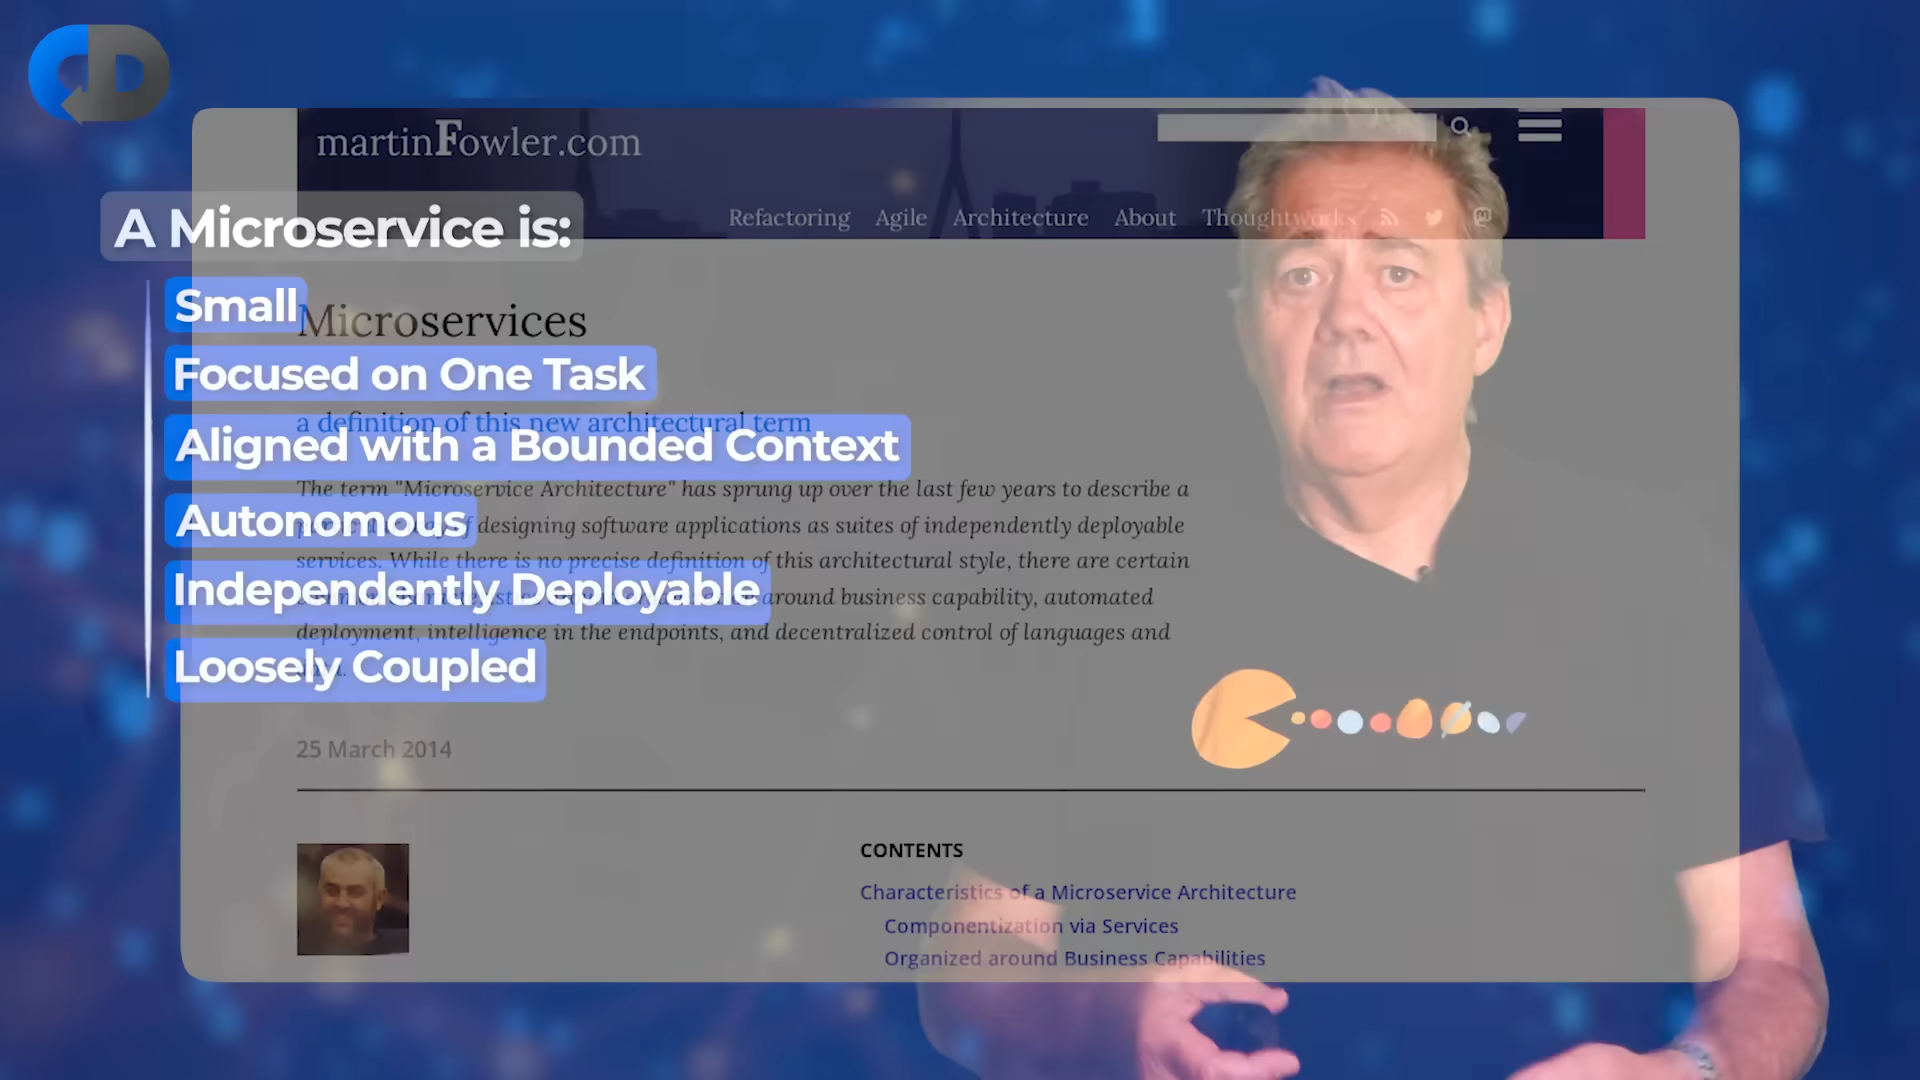 CD
martinFowler.com
Refactoring Agile Architecture About Thoughtworks
A Microservice is:
Small
Microservices
Focused on One Task
a definition of this new architectural term
Aligned with a Bounded Context
The term "Microservice Architecture" has sprung up over the last few years to describe a
Autonomous
designing software applications as suites of independently deployable
services. While there is no precise definition of this architectural style, there are certain
Independently Deployable
around business capability, automated
deployment, intelligence in the endpoints, and decentralized control of languages and
Loosely Coupled
25 March 2014
CONTENTS
Characteristics of a Microservice Architecture
Componentization via Services
Organized around Business Capabilities